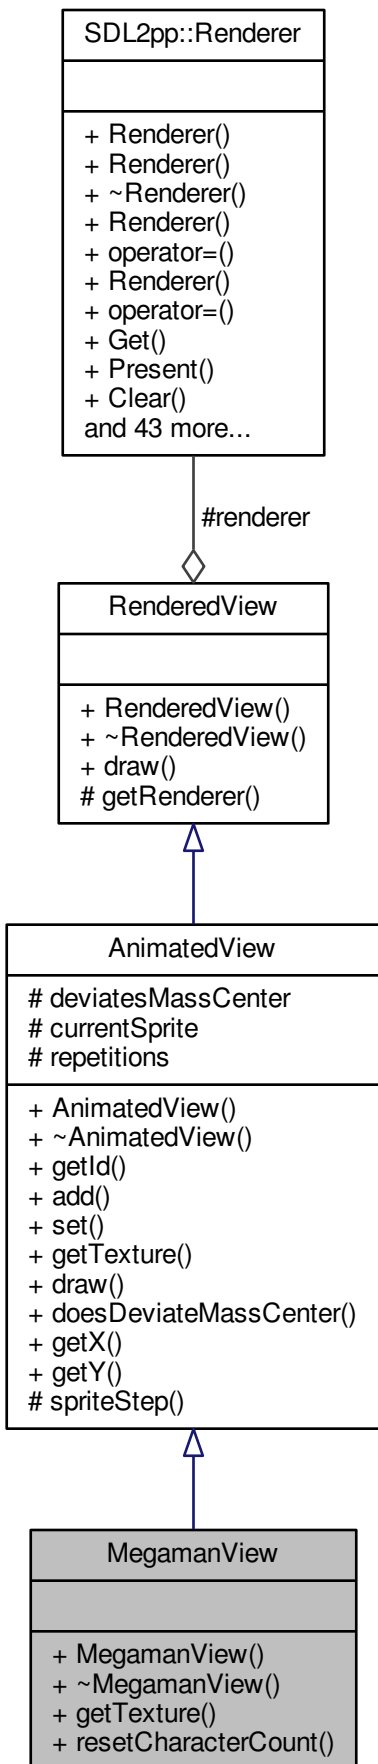 SDL2pp::Renderer
+ Renderer()
+ Renderer()
+ ~Renderer()
+ Renderer()
+ operator=()
+ Renderer()
+ operator=()
+ Get()
+ Present()
+ Clear()
and 43 more...
#renderer
RenderedView
+ RenderedView()
+ ~RenderedView()
+ draw()
# getRenderer()
AnimatedView
# deviatesMassCenter
# currentSprite
# repetitions
+ AnimatedView()
+ ~AnimatedView()
+ getId()
+ add()
+ set()
+ getTexture()
+ draw()
+ doesDeviateMassCenter()
+ getX()
+ getY()
# spriteStep()
MegamanView
+ MegamanView()
+ ~MegamanView()
+ getTexture()
+ resetCharacterCount()